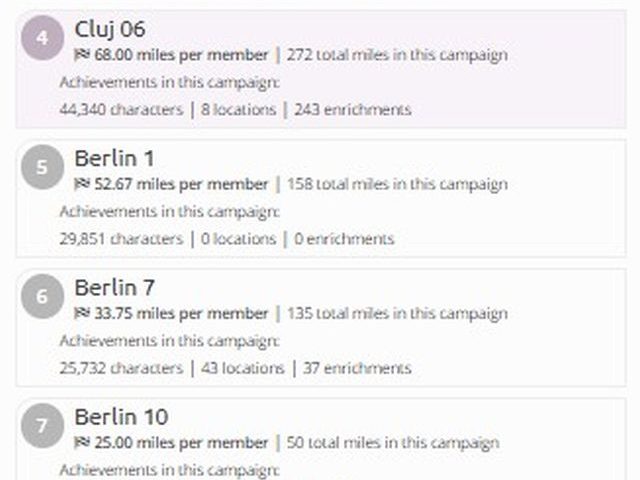 4
Cluj 06
68.00 miles per member | 272 total miles in this campaign
Achievements in this campaign:
44,340 characters | 8 locations | 243 enrichments
5
Berlin 1
52.67 miles per member | 158 total miles in this campaign
Achievements in this campaign:
29,851 characters | 0 locations | 0 enrichments
6
Berlin 7
33.75 miles per member | 135 total miles in this campaign
Achievements in this campaign:
25,732 characters | 43 locations | 37 enrichments
7
Berlin 10
25.00 miles per member | 50 total miles in this campaign
Achievements in this campaign: